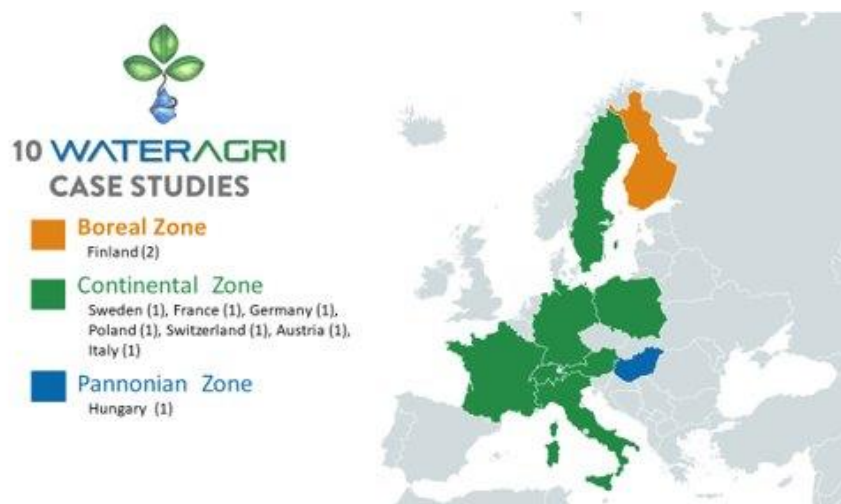 10 WATERAGRI
CASE STUDIES
Boreal Zone
Finland (2)
Continental Zone
Sweden (1), France (1), Germany (1),
Poland (1), Switzerland (1), Austria (1),
Italy (1)
Pannonian Zone
Hungary (1)